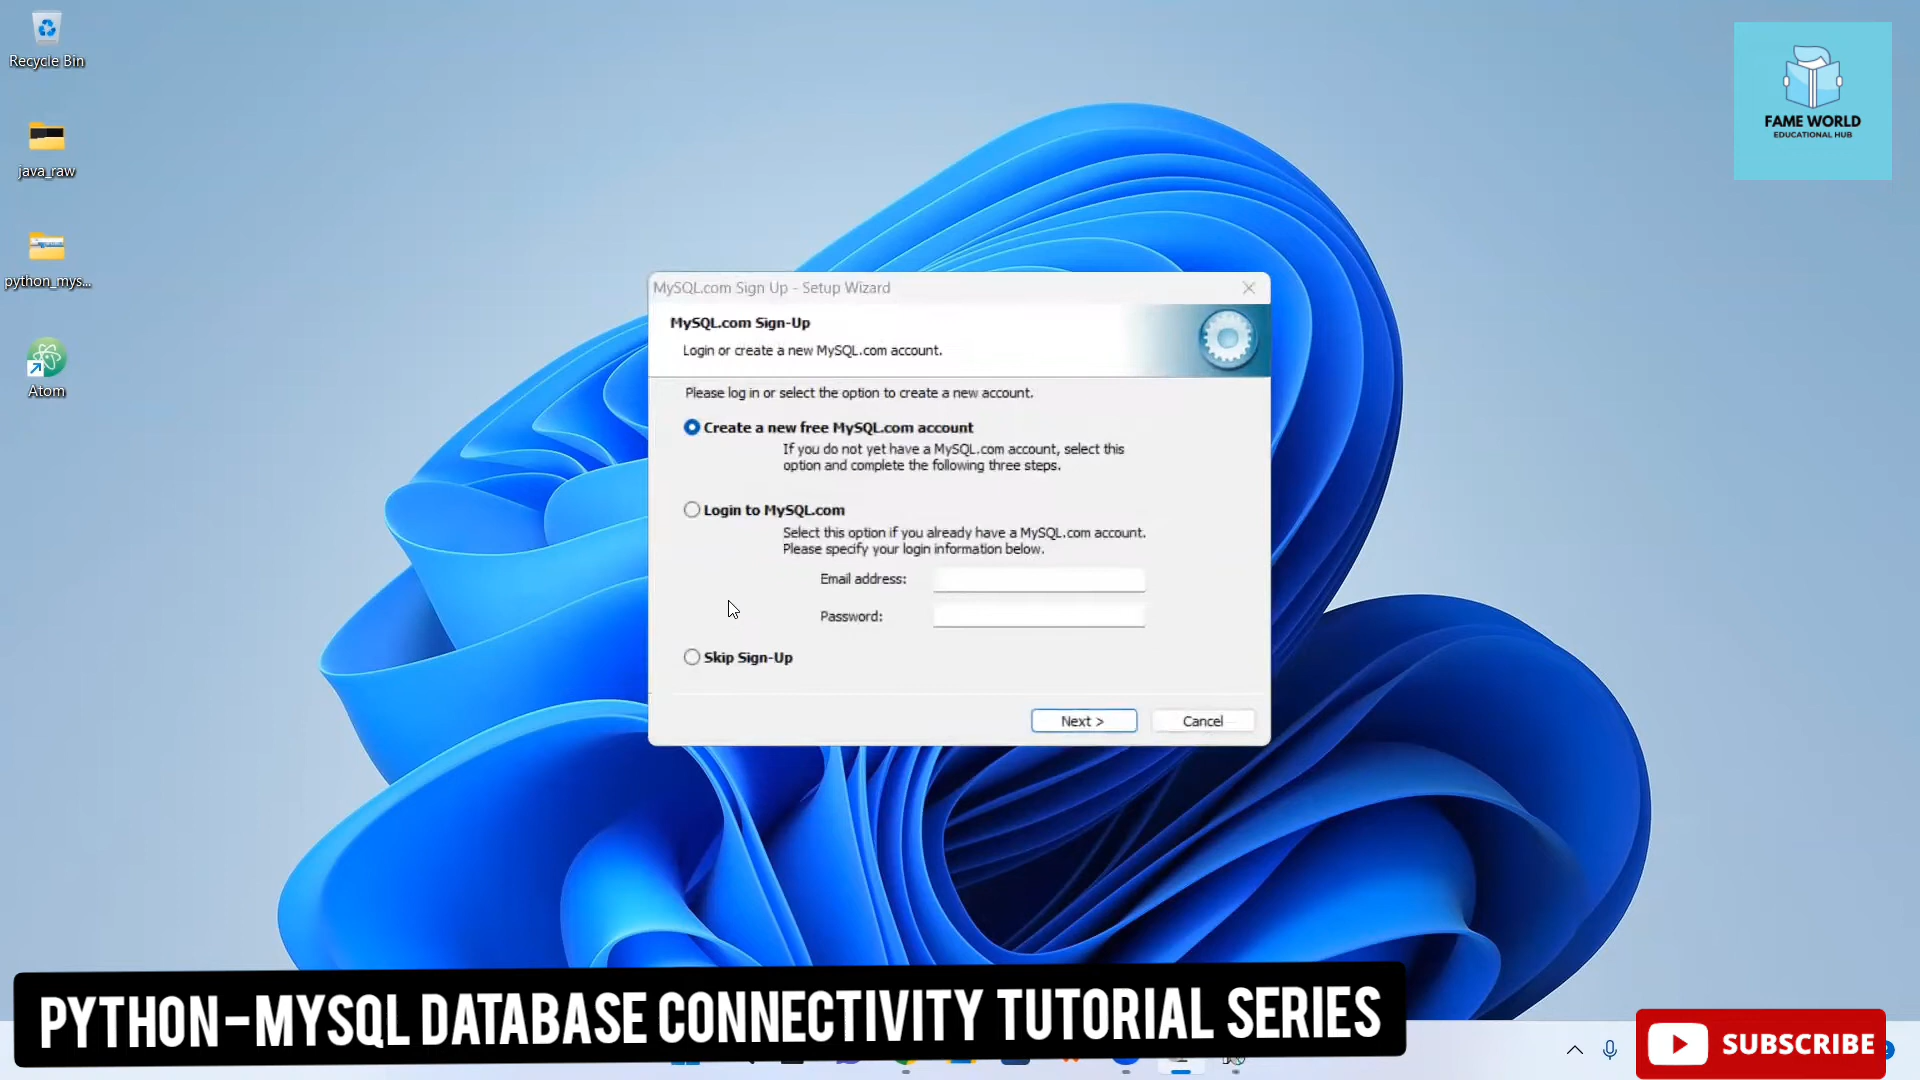 Recycle Bin
java_raw
python_mys...
Atom
FAME WORLD
EDUCATIONAL HUB
MySQL.com Sign Up - Setup Wizard
MySQL.com Sign-Up
Login or create a new MySQL.com account.
Please log in or select the option to create a new account.
Create a new free MySQL.com account
If you do not yet have a MySQL.com account, select this
option and complete the following three steps.
Login to MySQL.com
Select this option if you already have a MySQL.com account.
Please specify your login information below.
Email address:
Password:
Skip Sign-Up
Next >
Cancel
PYTHON-MYSQL DATABASE CONNECTIVITY TUTORIAL SERIES
SUBSCRIBE